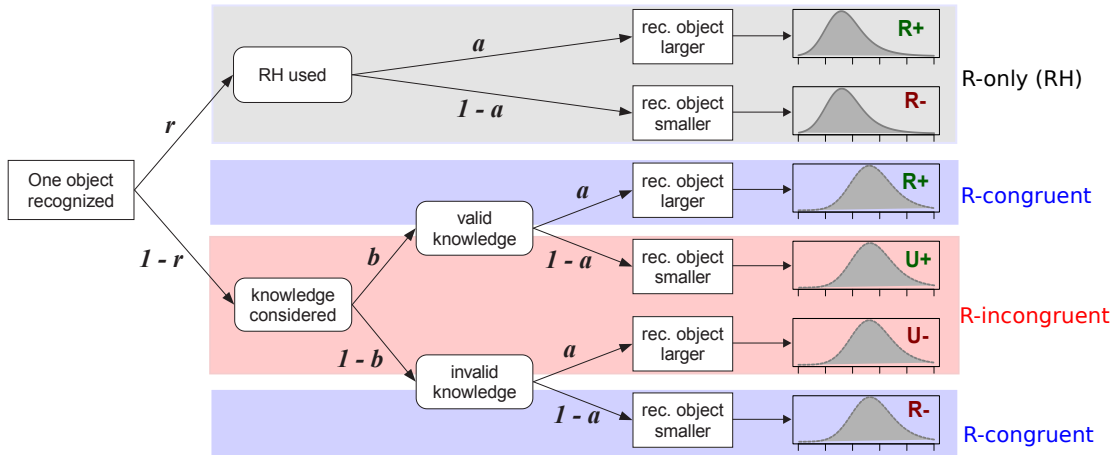 rec. object
larger
R+
a
RH used
R-only (RH)
R-
rec. object
smaller
1 - a
r
One object
recognized
rec. object
larger
R+
a
R-congruent
valid
knowledge
1 - r
b
1 - a
rec. object
smaller
U+
knowledge
considered
R-incongruent
rec. object
larger
U-
a
1 - b
invalid
knowledge
1 - a
rec. object
smaller
R-
R-congruent